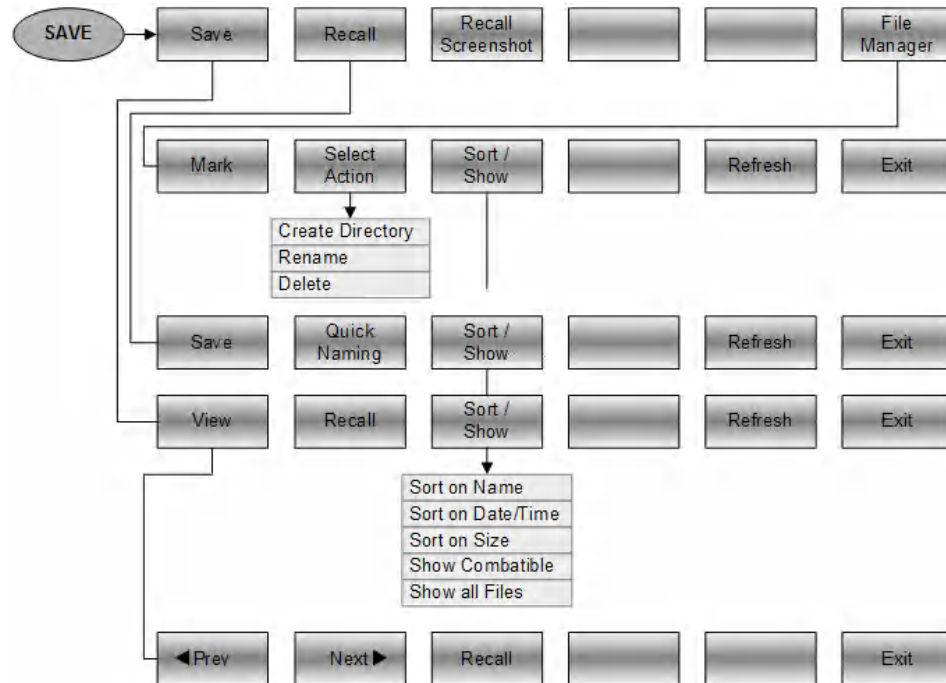 SAVE
Save
Recall
Recall
Screenshot
File
Manager
Mark
Select
Action
Sort /
Show
Refresh
Exit
Create Directory
Rename
Delete
Save
Quick
Naming
Sort /
Show
Refresh
Exit
View
Recall
Sort /
Show
Refresh
Exit
Sort on Name
Sort on Date/Time
Sort on Size
Show Combatible
Show all Files
◀Prev
Next▶
Recall
Exit